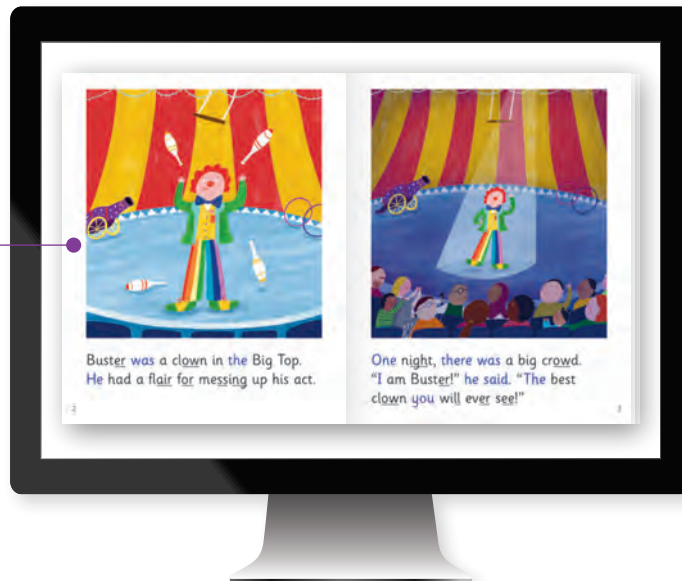 Buster was a clown in the Big Top.
He had a flair for messing up his act.
2
One night, there was a big crowd.
“I am Buster!” he said. “The best
clown you will ever see!”
3